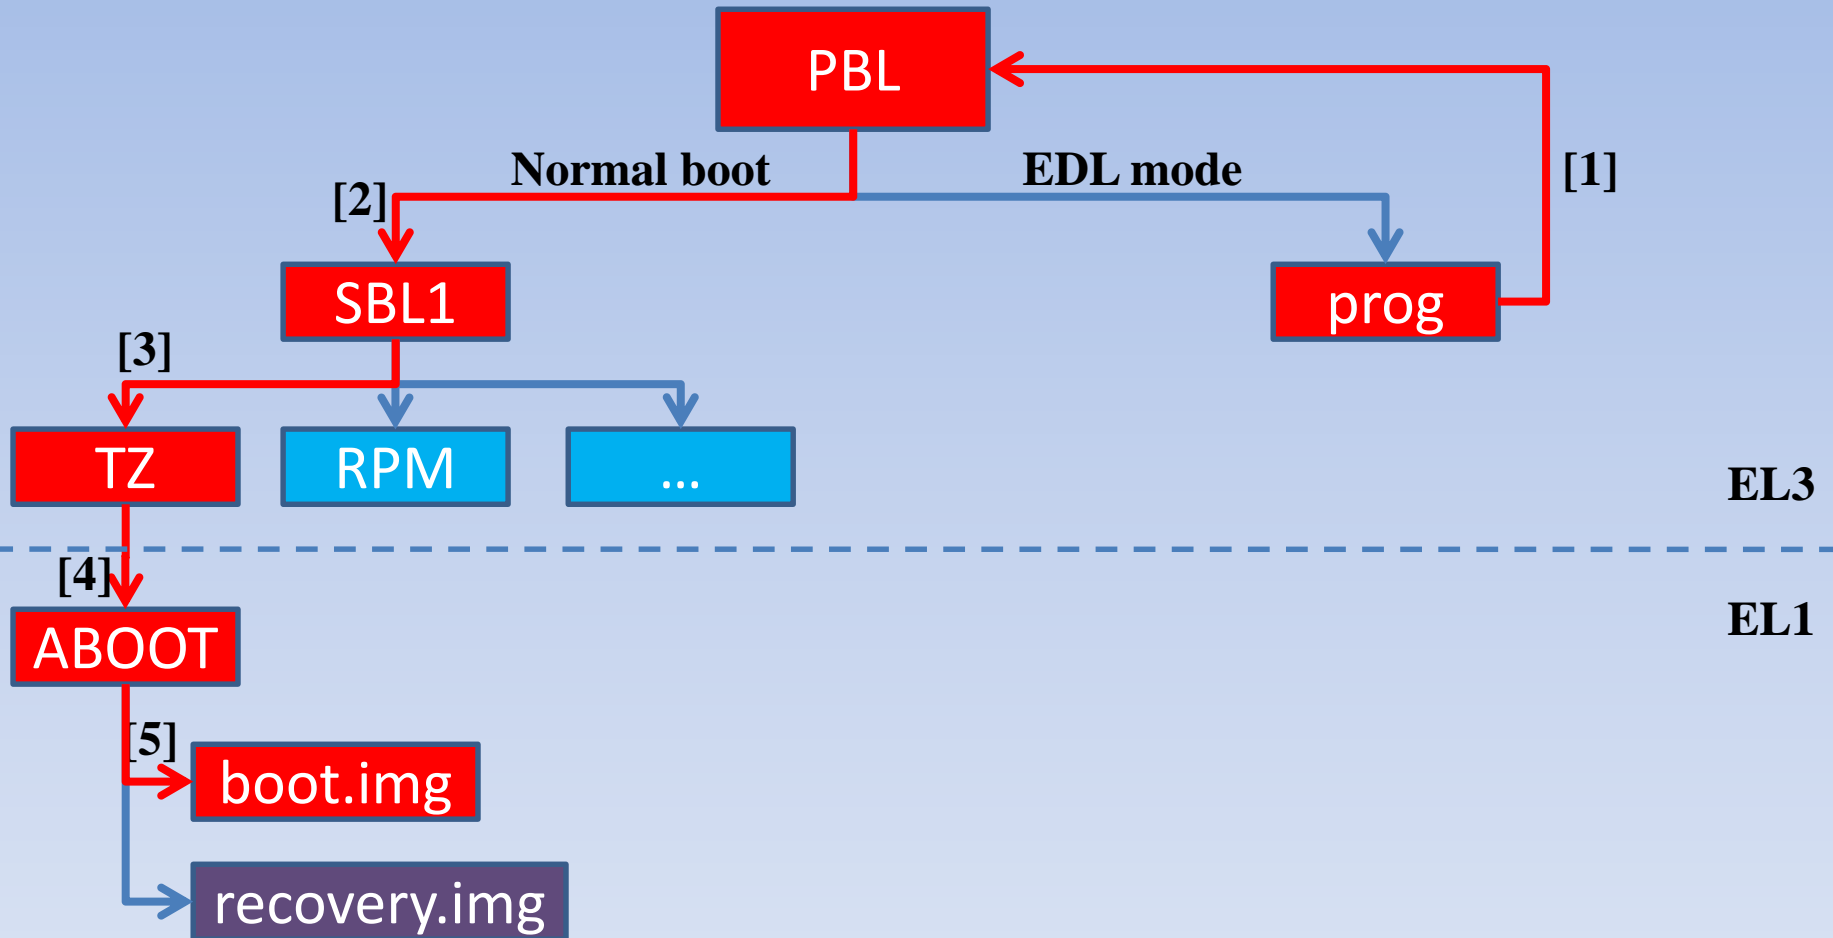 PBL
Normal boot
EDL mode
[1]
[2]
SBL1
prog
[3]
TZ
RPM
...
EL3
[4]
EL1
ABOOT
[5]
boot.img
recovery.img